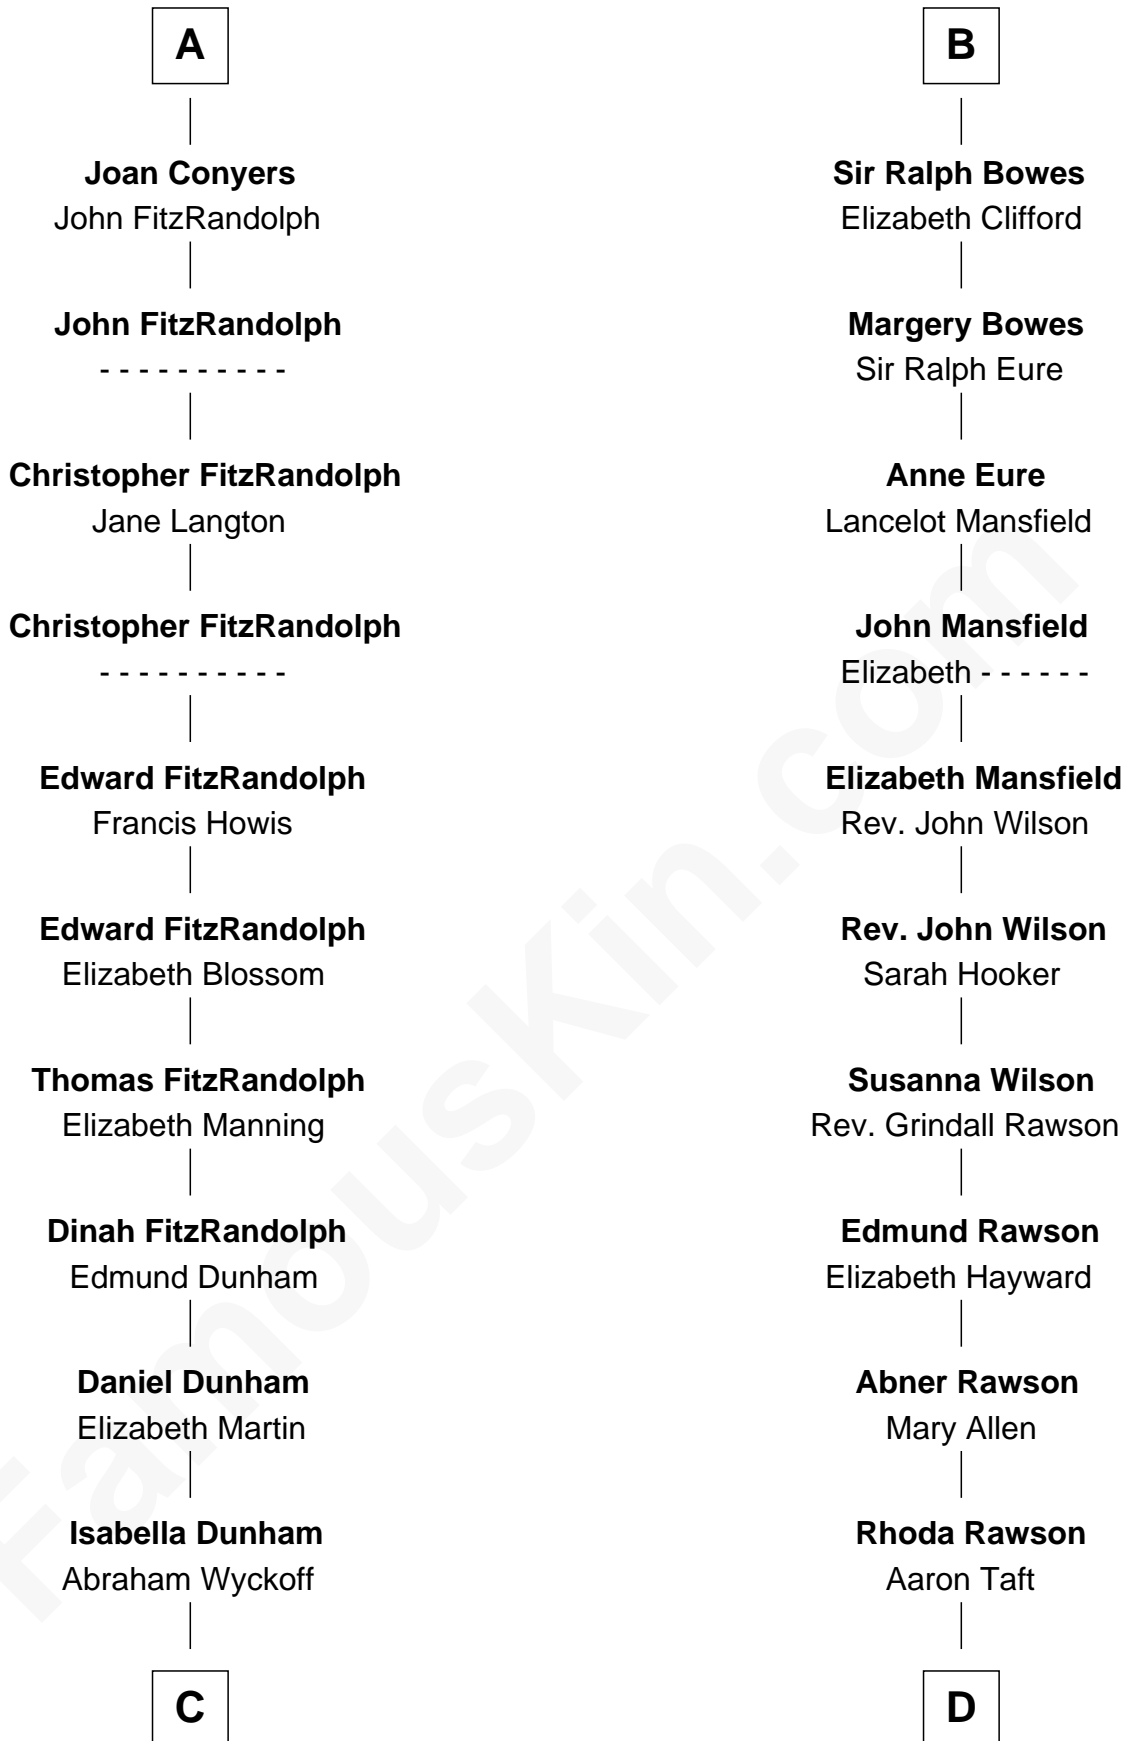 A
Joan Conyers
John FitzRandolph
John FitzRandolph
- - - - - - - - - -
Christopher FitzRandolph
Jane Langton
Christopher FitzRandolph
- - - - - - - - - -
Edward FitzRandolph
Francis Howis
Edward FitzRandolph
Elizabeth Blossom
Thomas FitzRandolph
Elizabeth Manning
Dinah FitzRandolph
Edmund Dunham
Daniel Dunham
Elizabeth Martin
Isabella Dunham
Abraham Wyckoff
C
B
Sir Ralph Bowes
Elizabeth Clifford
Margery Bowes
Sir Ralph Eure
Anne Eure
Lancelot Mansfield
John Mansfield
Elizabeth - - - - - -
Elizabeth Mansfield
Rev. John Wilson
Rev. John Wilson
Sarah Hooker
Susanna Wilson
Rev. Grindall Rawson
Edmund Rawson
Elizabeth Hayward
Abner Rawson
Mary Allen
Rhoda Rawson
Aaron Taft
D
FamousKin.com